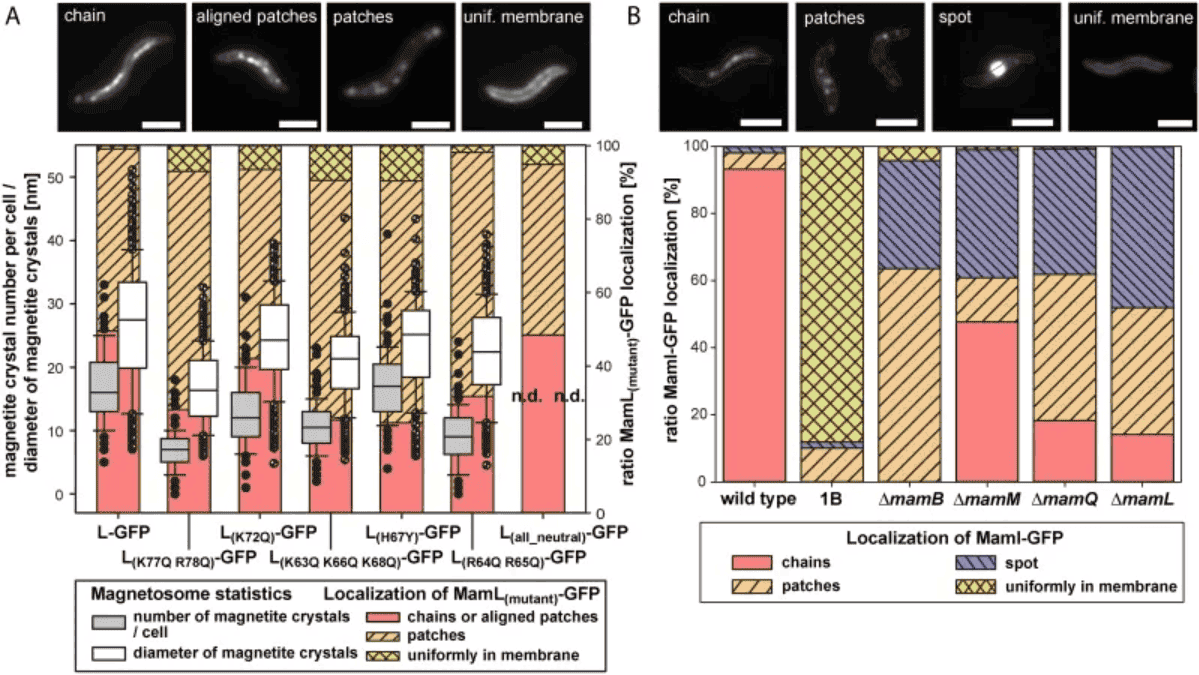 A
chain
aligned patches
patches
unif. membrane
magnetite crystal number per cell /
diameter of magnetite crystals [nm]
50
40
30
20
10
0
n.d.
n.d.
100
80
60
40
20
0
ratio MamL(mutant)-GFP localization [%]
L-GFP
L(K72Q)-GFP
L(H67Y)-GFP
L(all_neutral)-GFP
L(K77Q R78Q)-GFP
L(K63Q K66Q K68Q)-GFP
L(R64Q R65Q)-GFP
Magnetosome statistics
number of magnetite crystals
/ cell
diameter of magnetite crystals
Localization of MamL(mutant)-GFP
chains or aligned patches
patches
uniformly in membrane
B
chain
patches
spot
unif. membrane
ratio MamI-GFP localization [%]
100
80
60
40
20
0
wild type
1B
ΔmamB
ΔmamM
ΔmamQ
ΔmamL
Localization of MamI-GFP
chains
patches
spot
uniformly in membrane